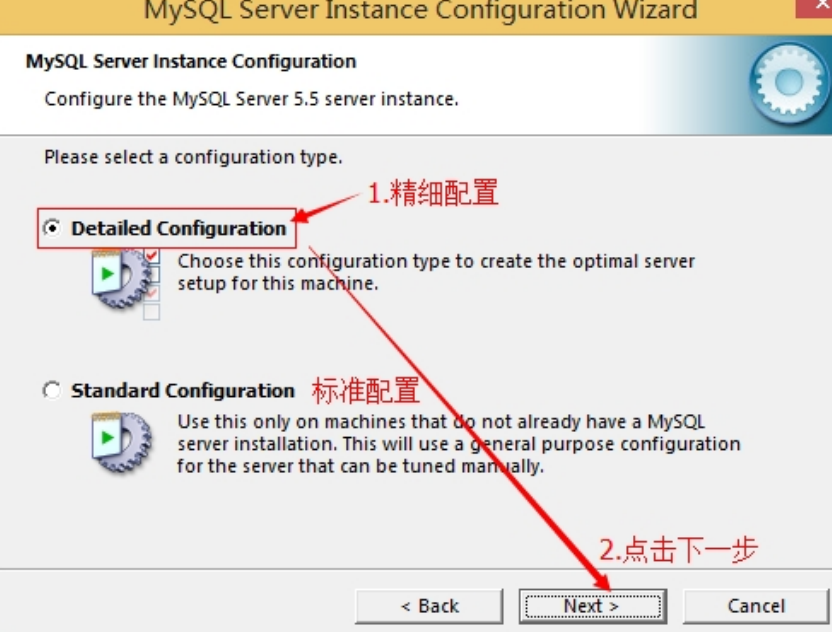 MySQL Server Instance Configuration Wizard
MySQL Server Instance Configuration
Configure the MySQL Server 5.5 server instance.
Please select a configuration type.
1.精细配置
Detailed Configuration
Choose this configuration type to create the optimal server
setup for this machine.
Standard Configuration 标准配置
Use this only on machines that do not already have a MySQL
server installation. This will use a general purpose configuration
for the server that can be tuned manually.
2.点击下一步
< Back Next > Cancel